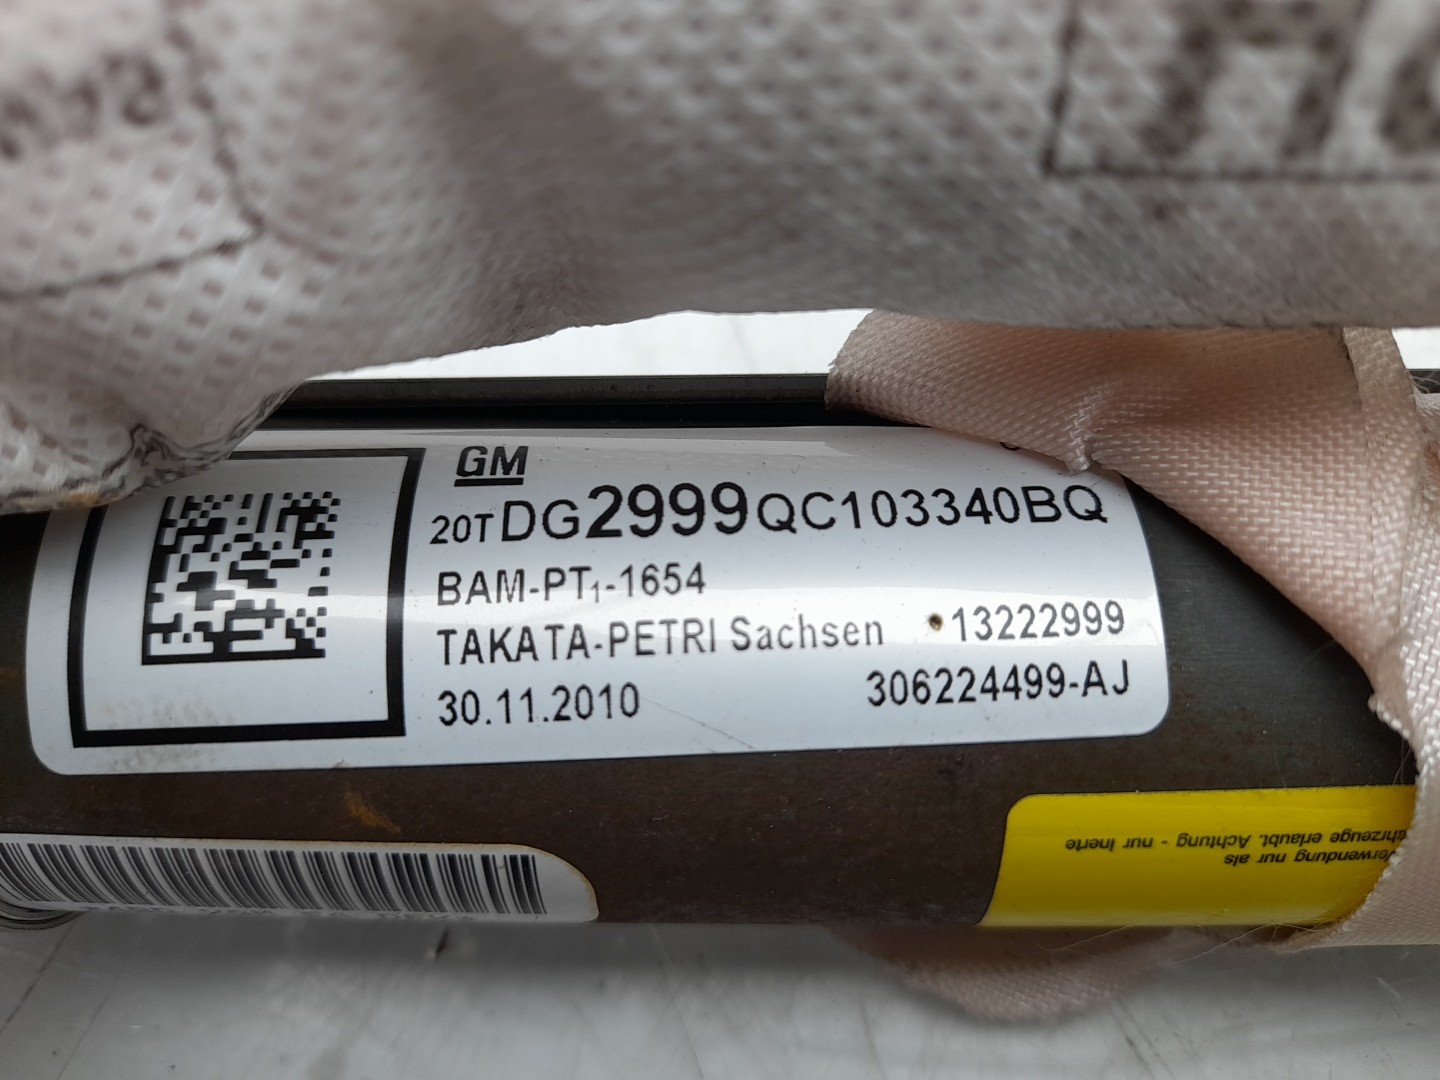 GM
20TDG2999QC103340BQ
BAM-PT1-1654
TAKATA-PETRI Sachsen •13222999
30.11.2010 306224499-AJ
Verwendung nur als
ahrzeuge erlaubt. Achtung - nur inerte